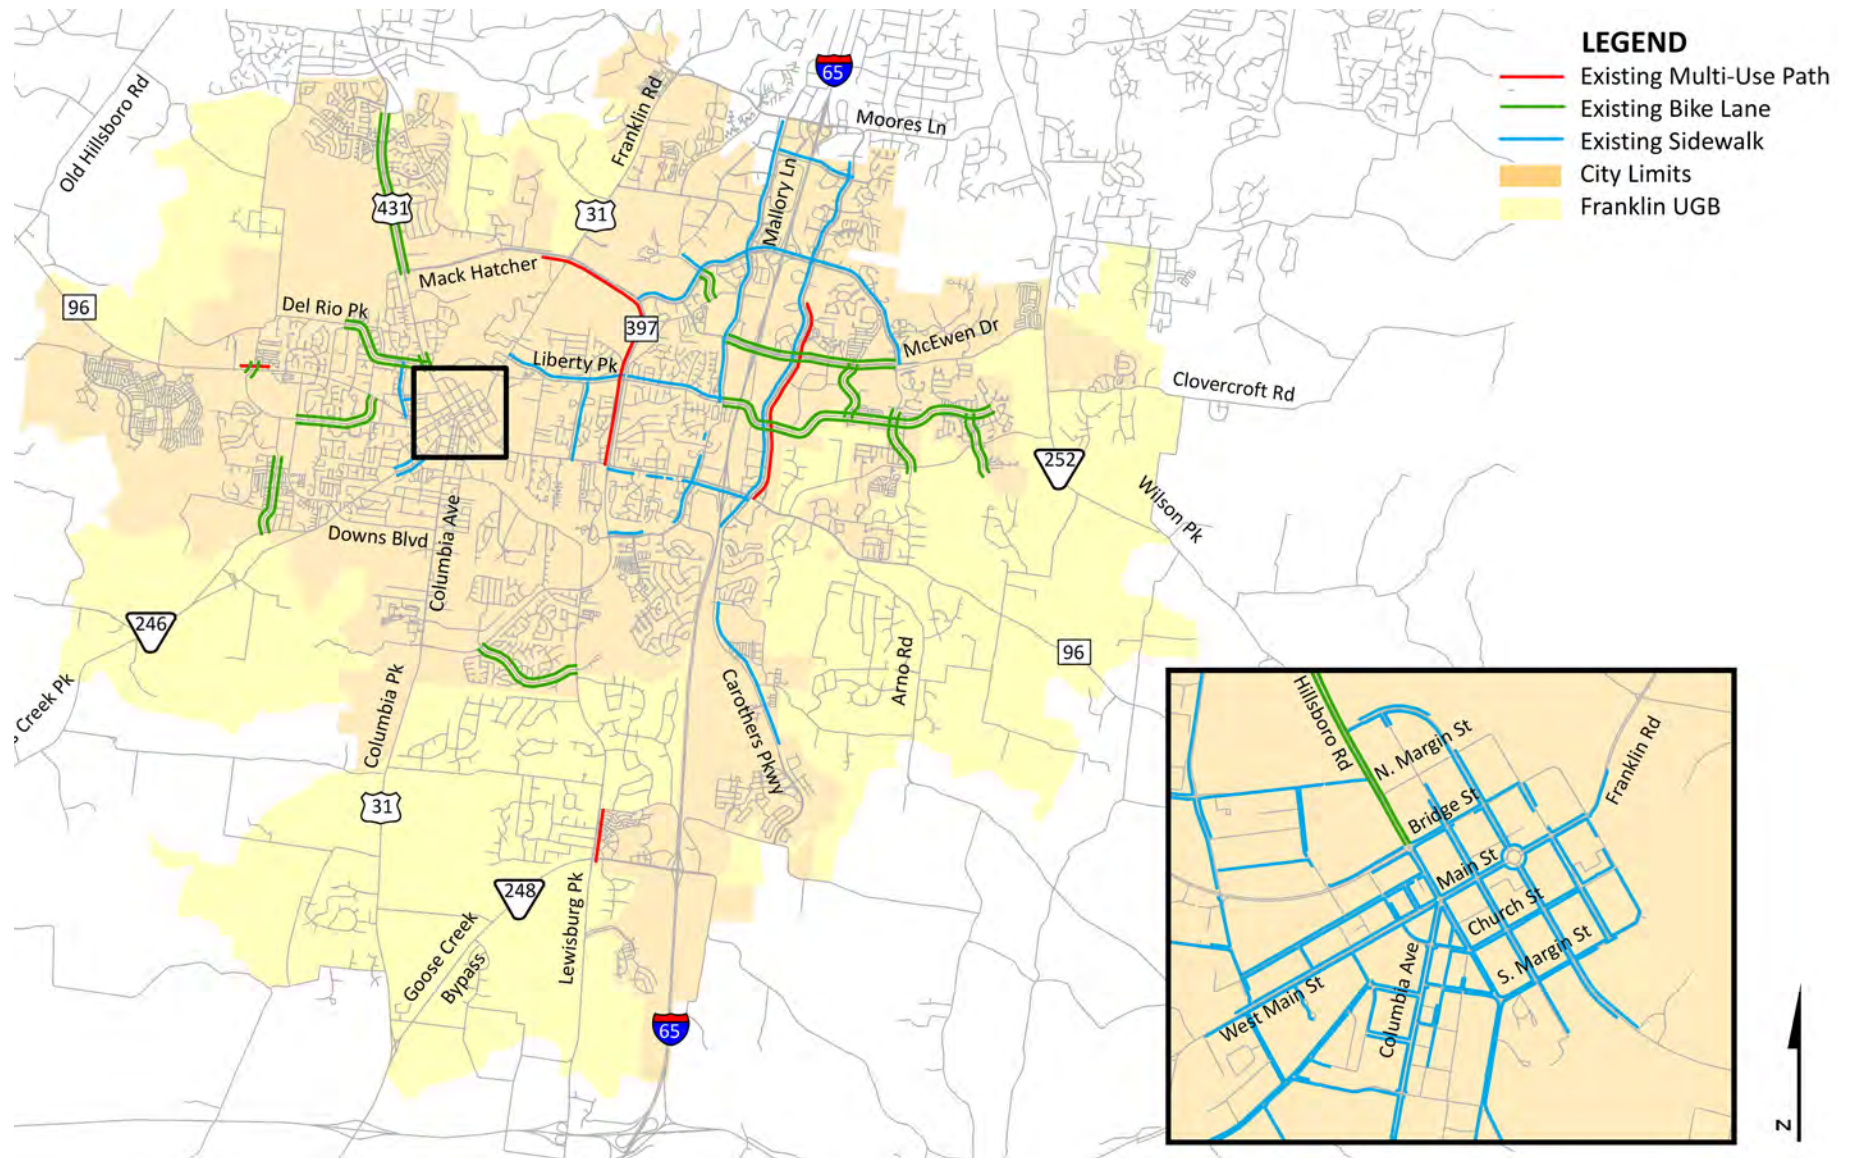 LEGEND
Existing Multi-Use Path
Existing Bike Lane
Existing Sidewalk
City Limits
Franklin UGB
65
Moores Ln
Old Hillsboro Rd
Franklin Rd
431
31
Mallory Ln
Mack Hatcher
96
Del Rio Pk
397
Liberty Pk
McEwen Dr
Clovercroft Rd
252
Wilson Pk
Downs Blvd
Columbia Ave
246
96
s Creek Pk
Columbia Pk
Arno Rd
Carothers Pkwy
31
248
Goose Creek
Bypass
Lewisburg Pk
65
Hillsboro Rd
N. Margin St
Franklin Rd
Bridge St
Main St
Church St
S. Margin St
Columbia Ave
West Main St
N